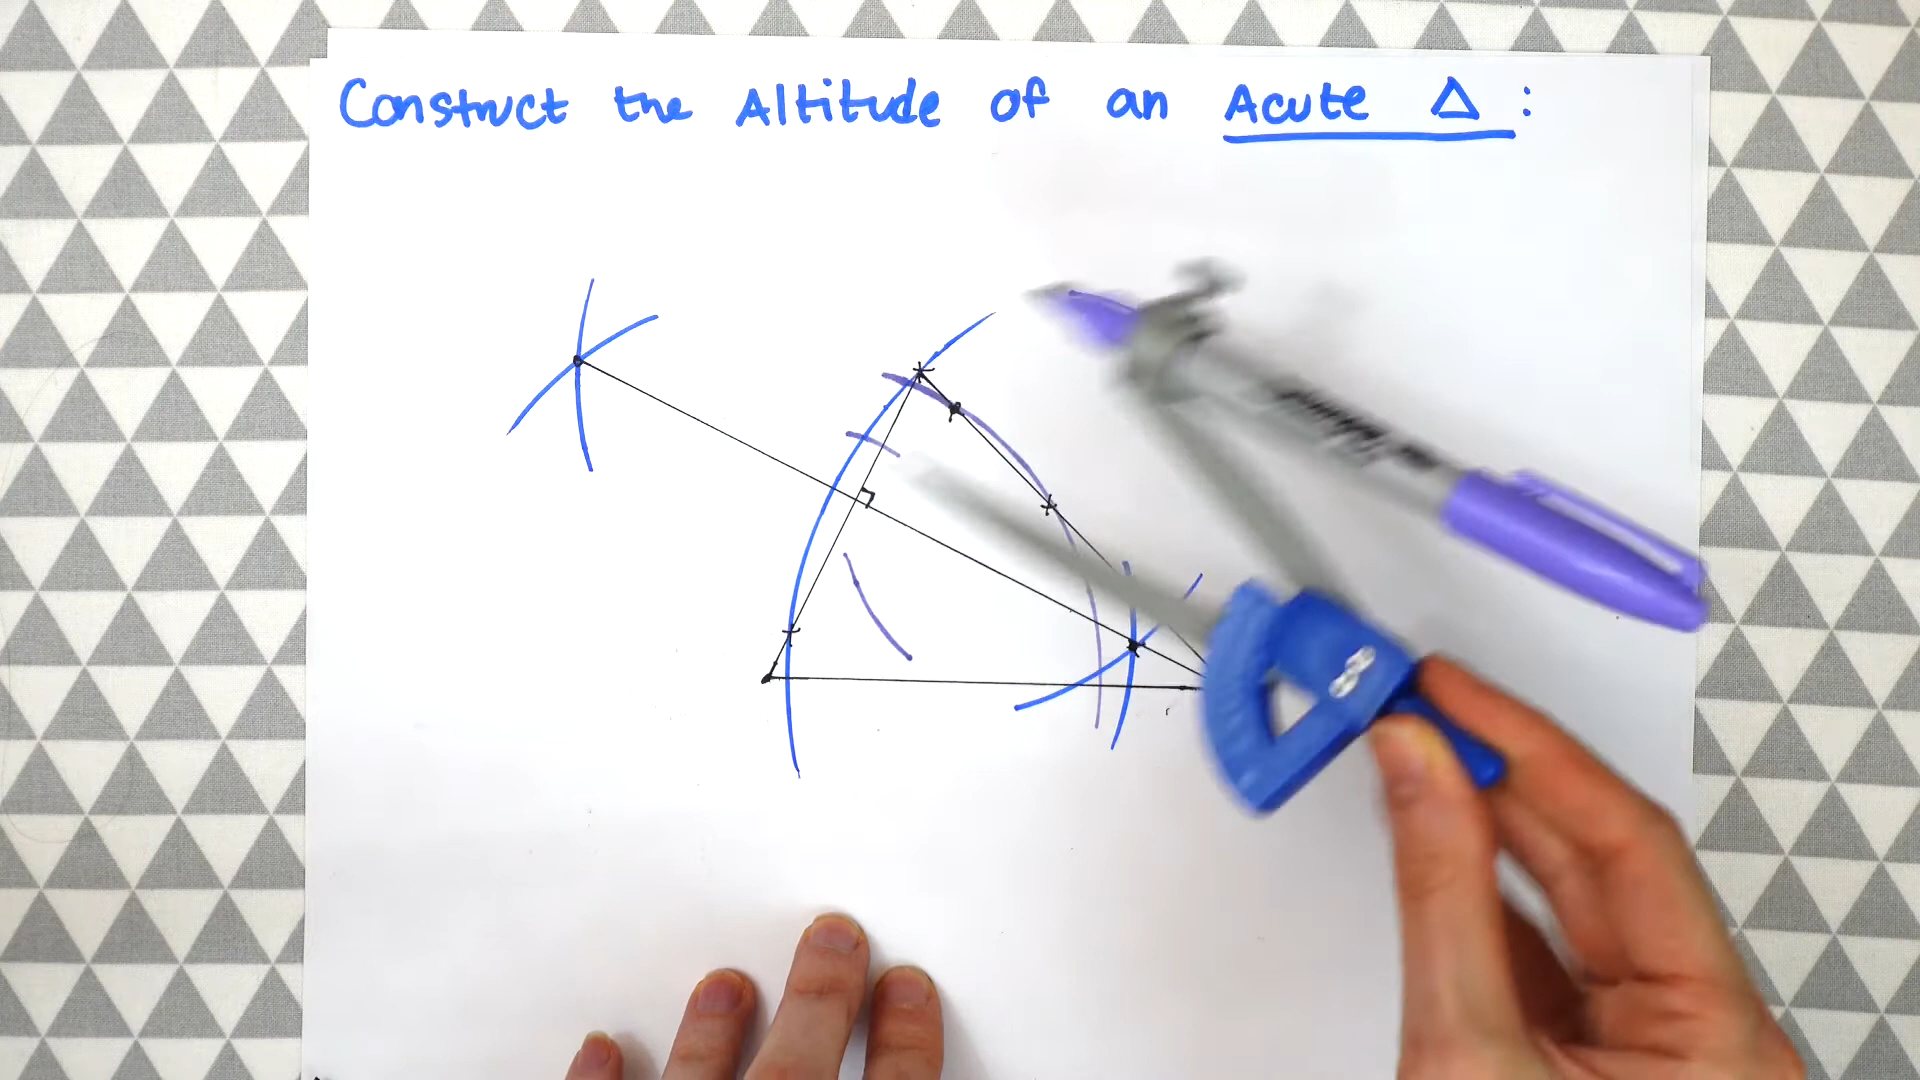 Construct the Altitude of an Acute △: